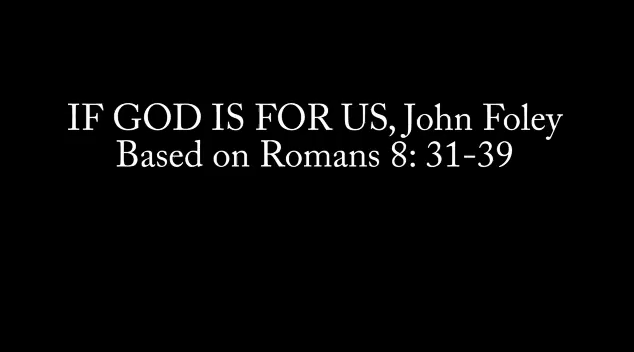 IF GOD IS FOR US, John Foley
Based on Romans 8: 31-39